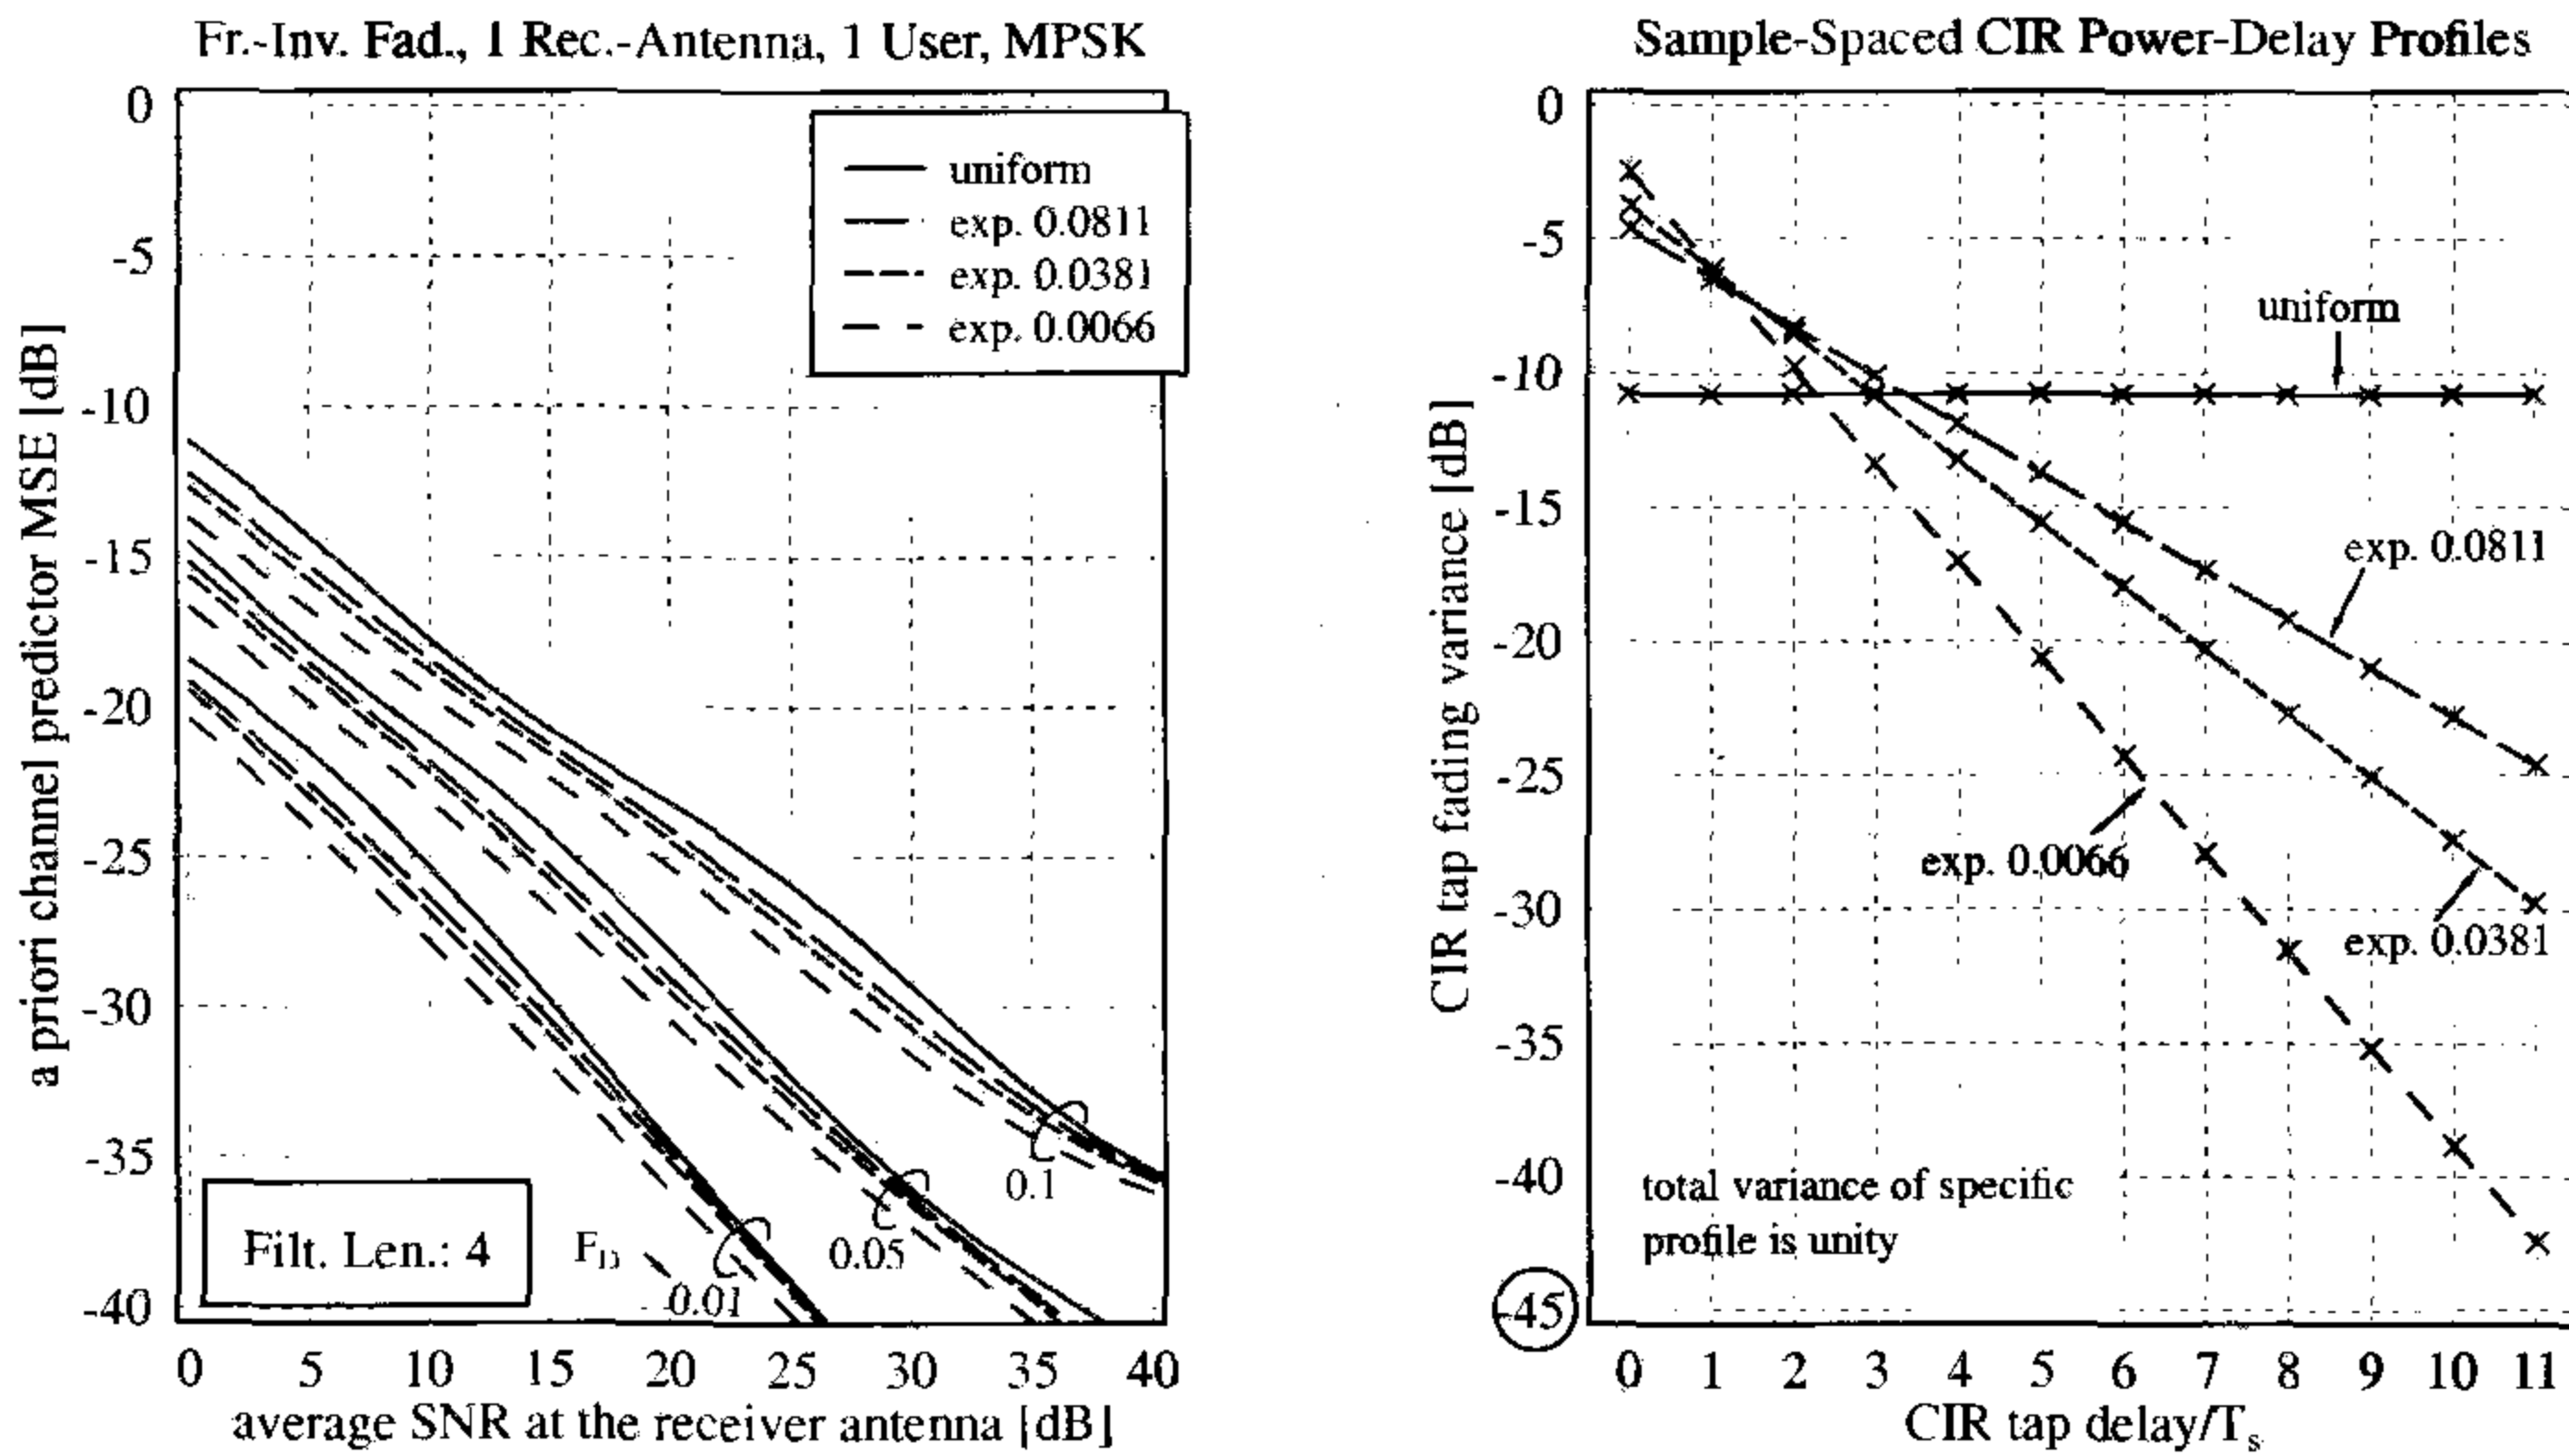 Fr.-Inv. Fad., 1 Rec.-Antenna, 1 User, MPSK
0
-5
-10
-15
-20
-25
-30
-35
-40
a priori channel predictor MSE [dB]
uniform
exp. 0.0811
exp. 0.0381
exp. 0.0066
0.1
0.05
0.01
F_D
Filt. Len.: 4
0 5 10 15 20 25 30 35 40
average SNR at the receiver antenna [dB]
Sample-Spaced CIR Power-Delay Profiles
0
-5
-10
-15
-20
-25
-30
-35
-40
-45
CIR tap fading variance [dB]
uniform
exp. 0.0811
exp. 0.0066
exp. 0.0381
total variance of specific
profile is unity
0 1 2 3 4 5 6 7 8 9 10 11
CIR tap delay/T_s